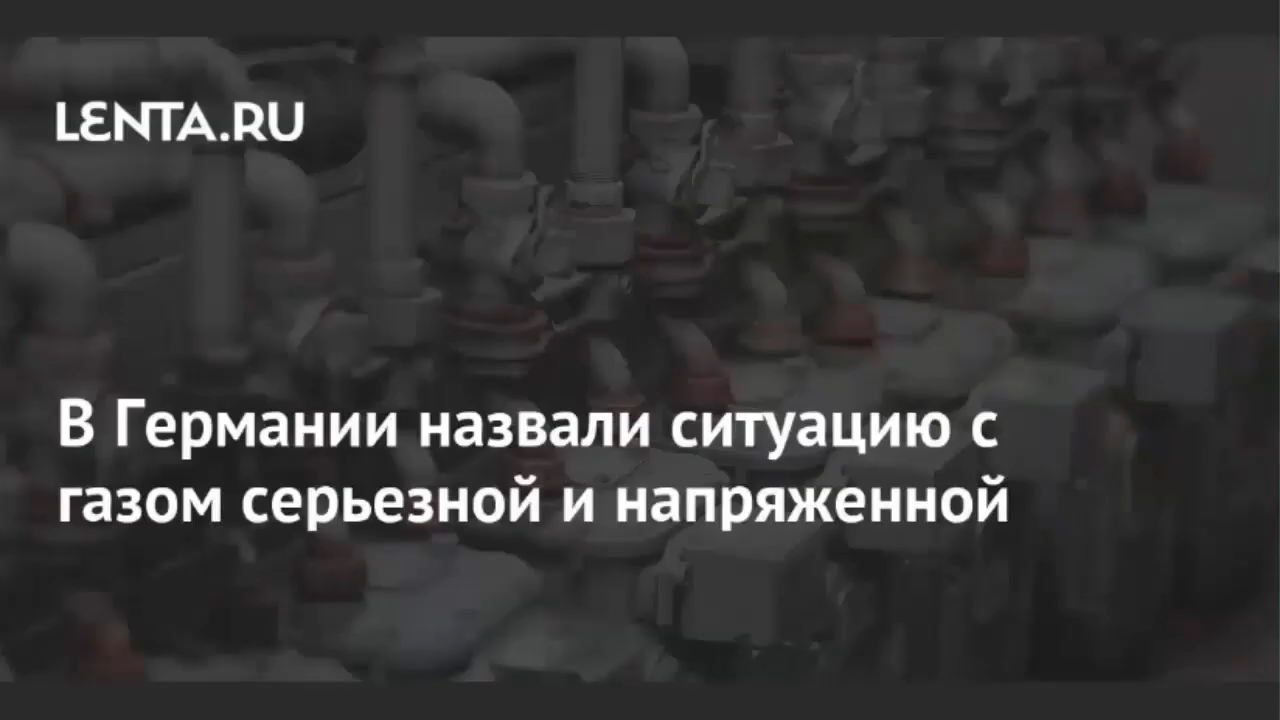 LENTA.RU
В Германии назвали ситуацию с
газом серьезной и напряженной